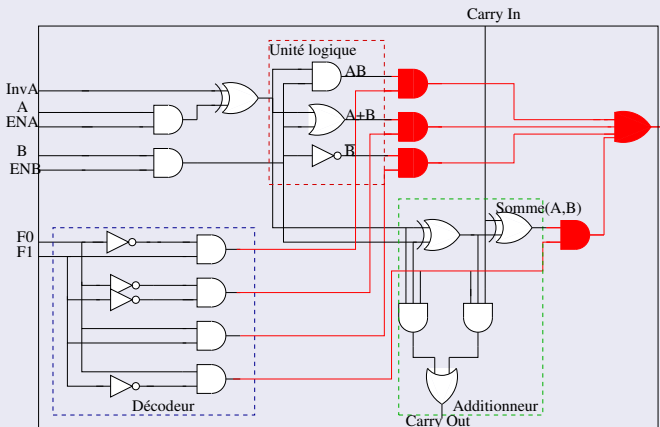 Carry In
Unité logique
InvA
AB
A
ENA
A+B
B
B̅
ENB
Somme(A,B)
F0
F1
Décodeur
Additionneur
Carry Out